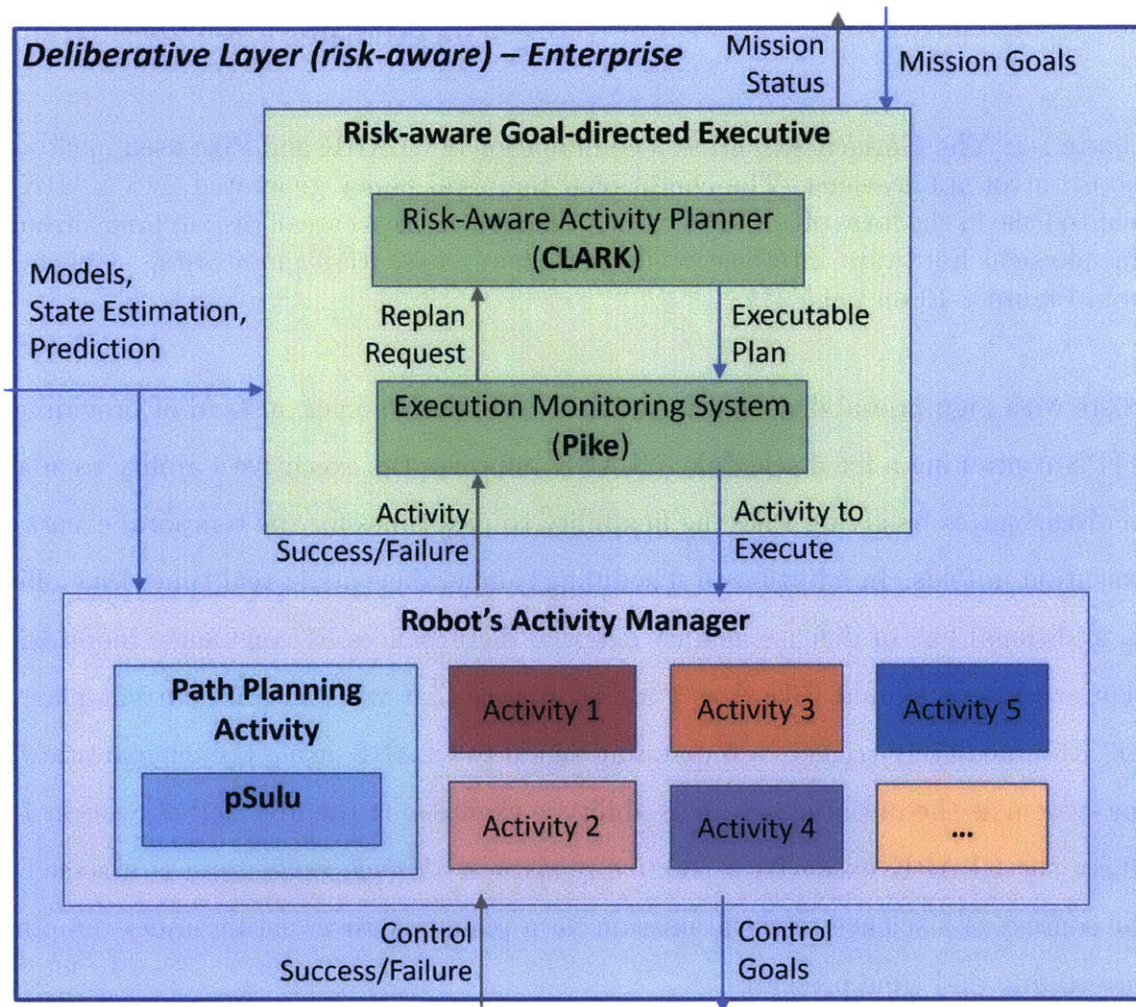 Deliberative Layer (risk-aware) – Enterprise
Mission
Status
Mission Goals
Risk-aware Goal-directed Executive
Risk-Aware Activity Planner
(CLARK)
Models,
State Estimation,
Prediction
Replan
Request
Executable
Plan
Execution Monitoring System
(Pike)
Activity
Success/Failure
Activity to
Execute
Robot's Activity Manager
Path Planning
Activity
pSulu
Activity 1
Activity 3
Activity 5
Activity 2
Activity 4
...
Control
Success/Failure
Control
Goals